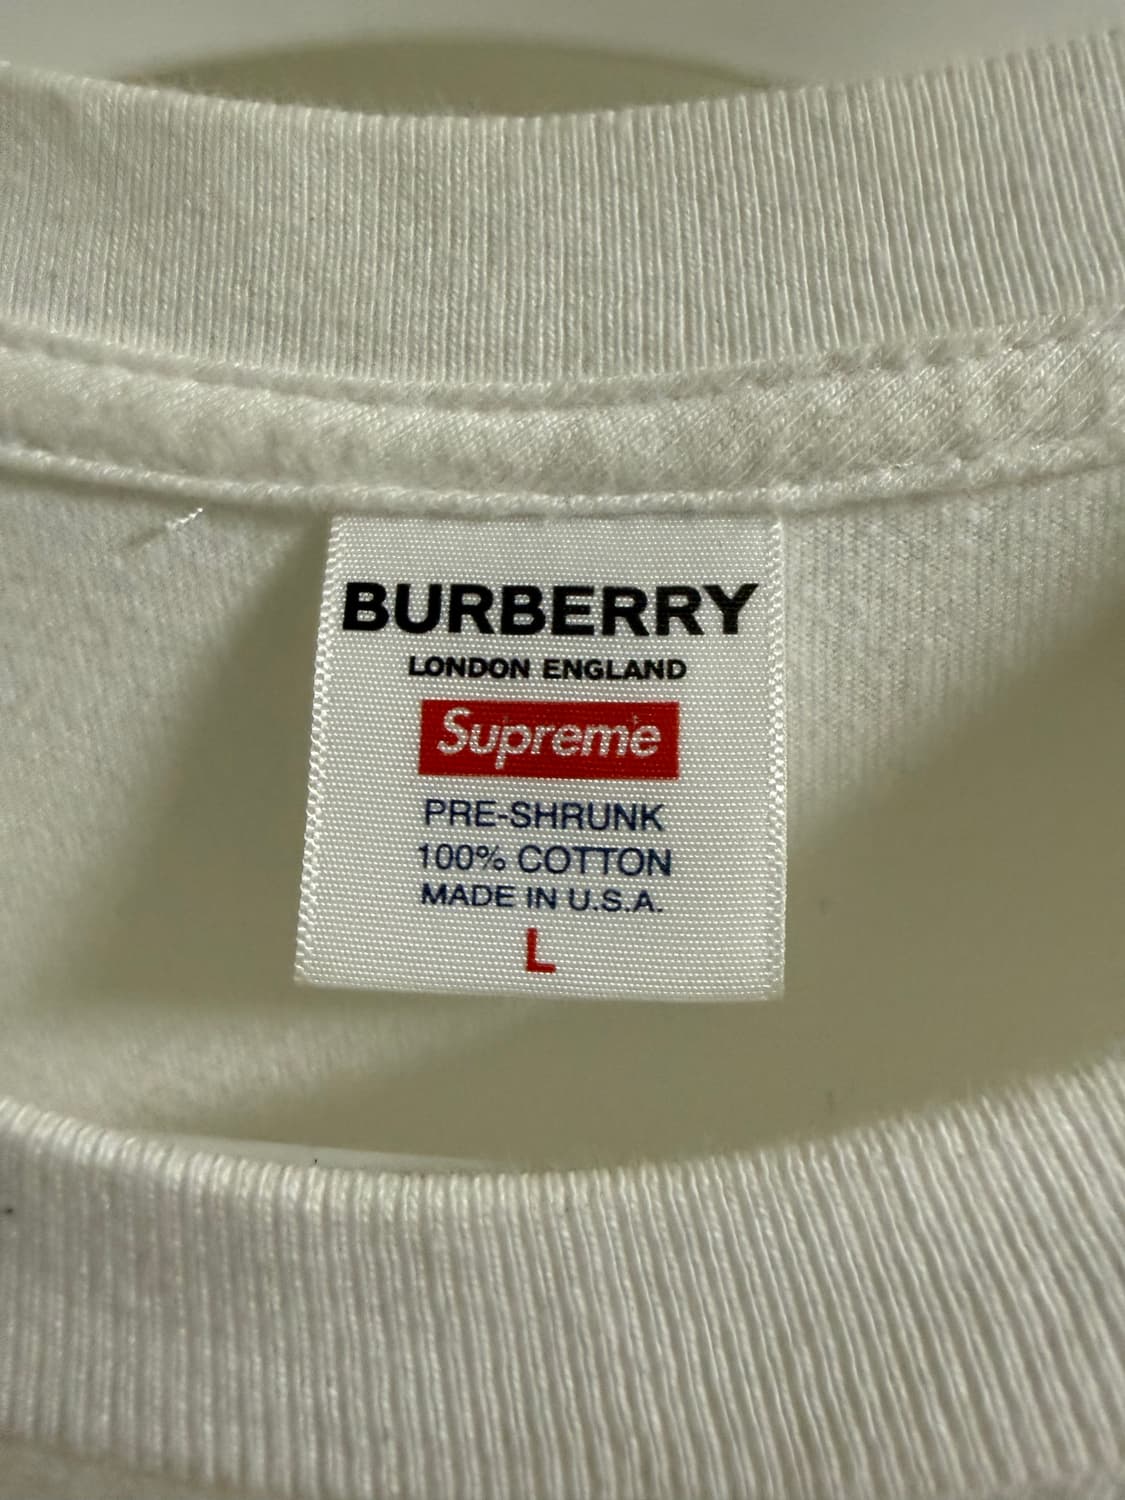 BURBERRY
LONDON ENGLAND
Supreme
PRE-SHRUNK
100% COTTON
MADE IN U.S.A.
L